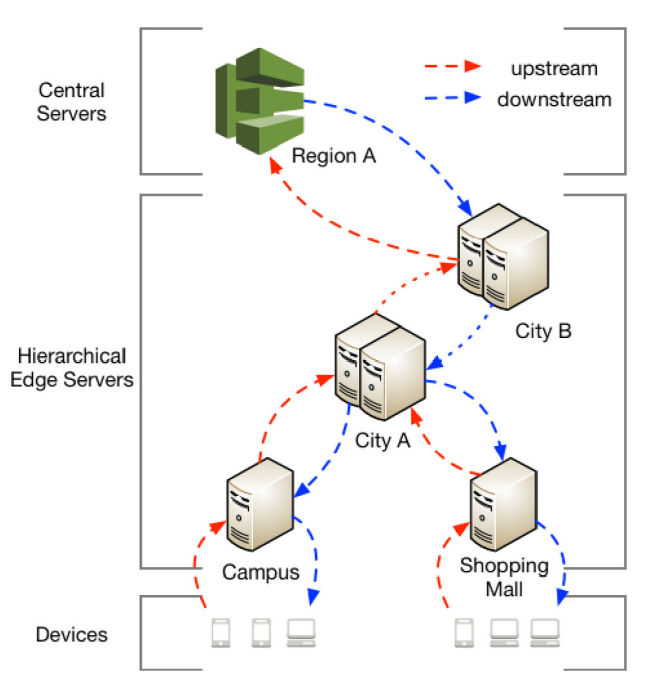 Central
Servers
upstream
downstream
Region A
Hierarchical
Edge Servers
City B
City A
Campus
Shopping
Mall
Devices